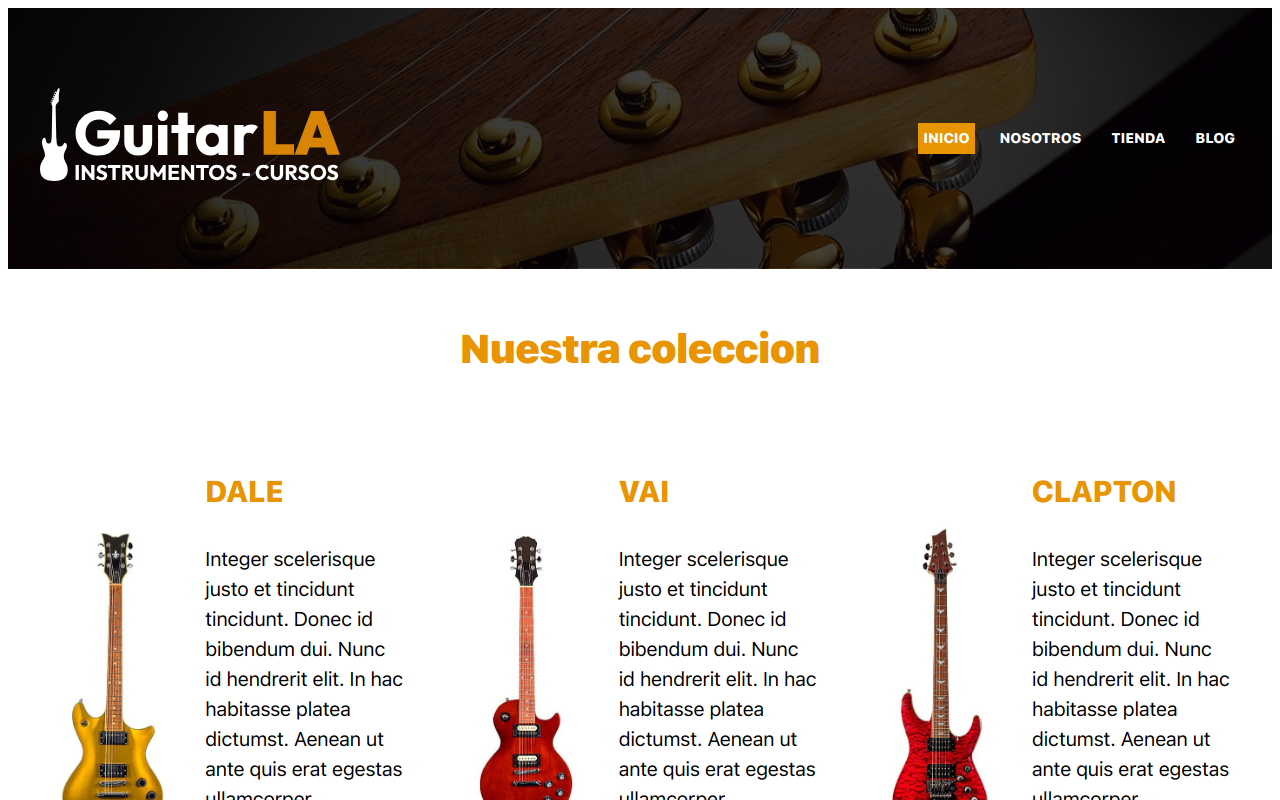 GuitarLA
INSTRUMENTOS - CURSOS
INICIO NOSOTROS TIENDA BLOG
Nuestra coleccion
DALE
Integer scelerisque
justo et tincidunt
tincidunt. Donec id
bibendum dui. Nunc
id hendrerit elit. In hac
habitasse platea
dictumst. Aenean ut
ante quis erat egestas
ullamcorper
VAI
Integer scelerisque
justo et tincidunt
tincidunt. Donec id
bibendum dui. Nunc
id hendrerit elit. In hac
habitasse platea
dictumst. Aenean ut
ante quis erat egestas
ullamcorper
CLAPTON
Integer scelerisque
justo et tincidunt
tincidunt. Donec id
bibendum dui. Nunc
id hendrerit elit. In hac
habitasse platea
dictumst. Aenean ut
ante quis erat egestas
ullamcorper